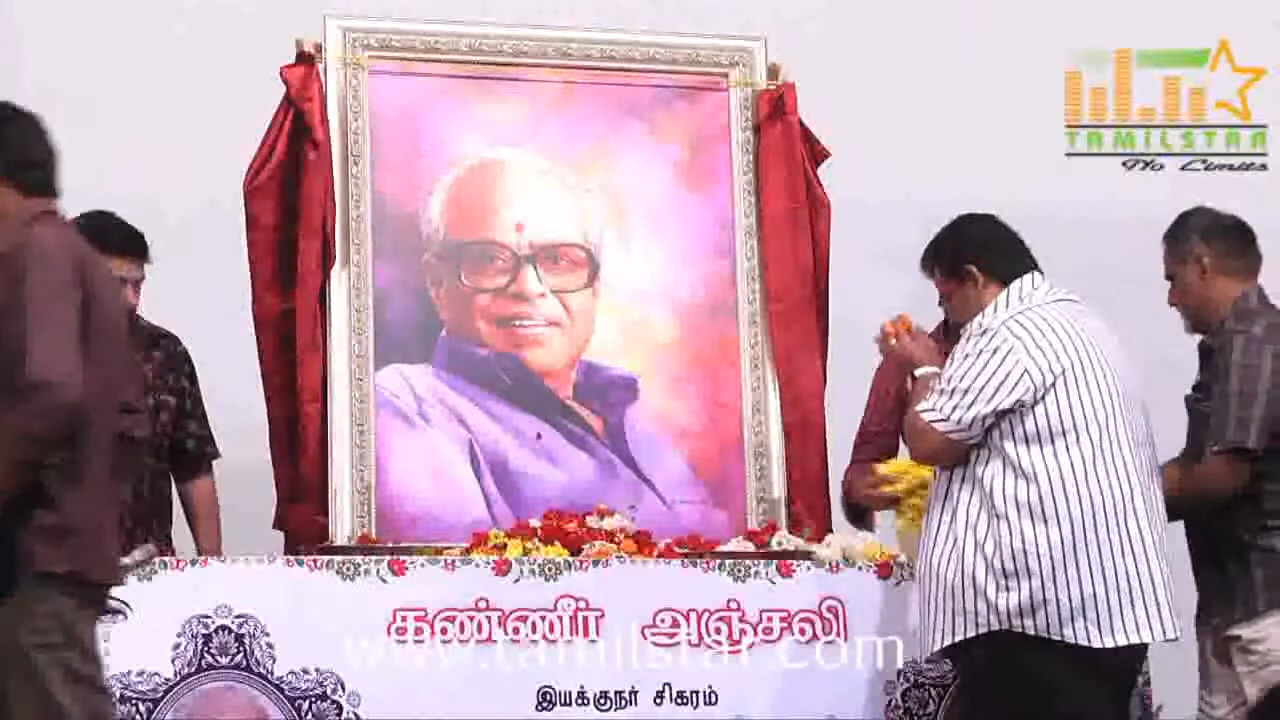 TAMILSTAR
No Limits
கண்ணீர் அஞ்சலி
www.tamilstar.com
இயக்குநர் சிகரம்